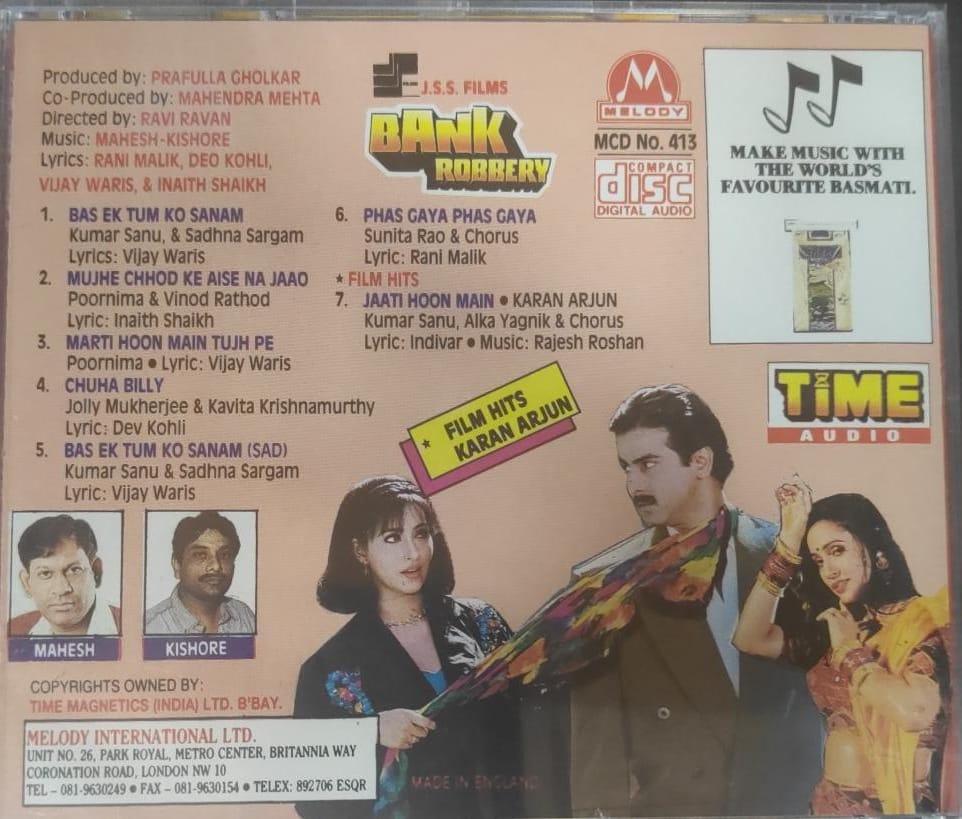 Produced by: PRAFULLA GHOLKAR
Co-Produced by: MAHENDRA MEHTA
Directed by: RAVI RAVAN
Music: MAHESH-KISHORE
Lyrics: RANI MALIK, DEO KOHLI,
VIJAY WARIS, & INAITH SHAIKH
J.S.S. FILMS
BANK
ROBBERY
M
MELODY
MCD No. 413
COMPACT
disc
DIGITAL AUDIO
MAKE MUSIC WITH
THE WORLD'S
FAVOURITE BASMATI.
1. BAS EK TUM KO SANAM
Kumar Sanu, & Sadhna Sargam
Lyrics: Vijay Waris
2. MUJHE CHHOD KE AISE NA JAAO
Poornima & Vinod Rathod
Lyric: Inaith Shaikh
3. MARTI HOON MAIN TUJH PE
Poornima • Lyric: Vijay Waris
4. CHUHA BILLY
Jolly Mukherjee & Kavita Krishnamurthy
Lyric: Dev Kohli
5. BAS EK TUM KO SANAM (SAD)
Kumar Sanu & Sadhna Sargam
Lyric: Vijay Waris
6. PHAS GAYA PHAS GAYA
Sunita Rao & Chorus
Lyric: Rani Malik
★ FILM HITS
7. JAATI HOON MAIN • KARAN ARJUN
Kumar Sanu, Alka Yagnik & Chorus
Lyric: Indivar • Music: Rajesh Roshan
TIME
AUDIO
★ FILM HITS
KARAN ARJUN
MAHESH
KISHORE
COPYRIGHTS OWNED BY:
TIME MAGNETICS (INDIA) LTD. B'BAY.
MELODY INTERNATIONAL LTD.
UNIT NO. 26, PARK ROYAL, METRO CENTER, BRITANNIA WAY
CORONATION ROAD, LONDON NW 10
TEL – 081-9630249 • FAX – 081-9630154 • TELEX: 892706 ESQR
MADE IN ENGLAND